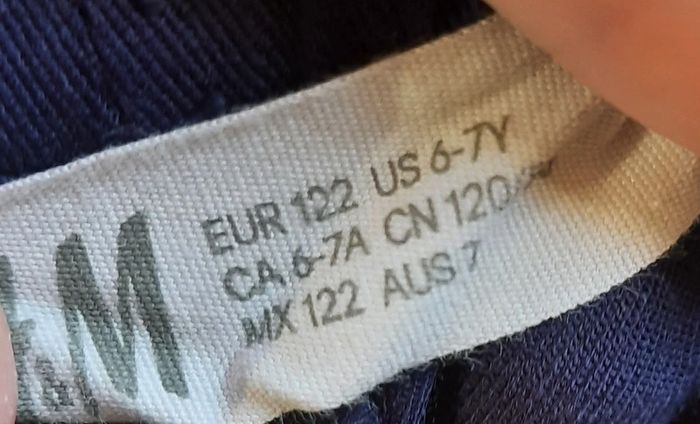 M
EUR 122 US 6-7Y
CA 6-7A CN 120
MX 122 AUS 7